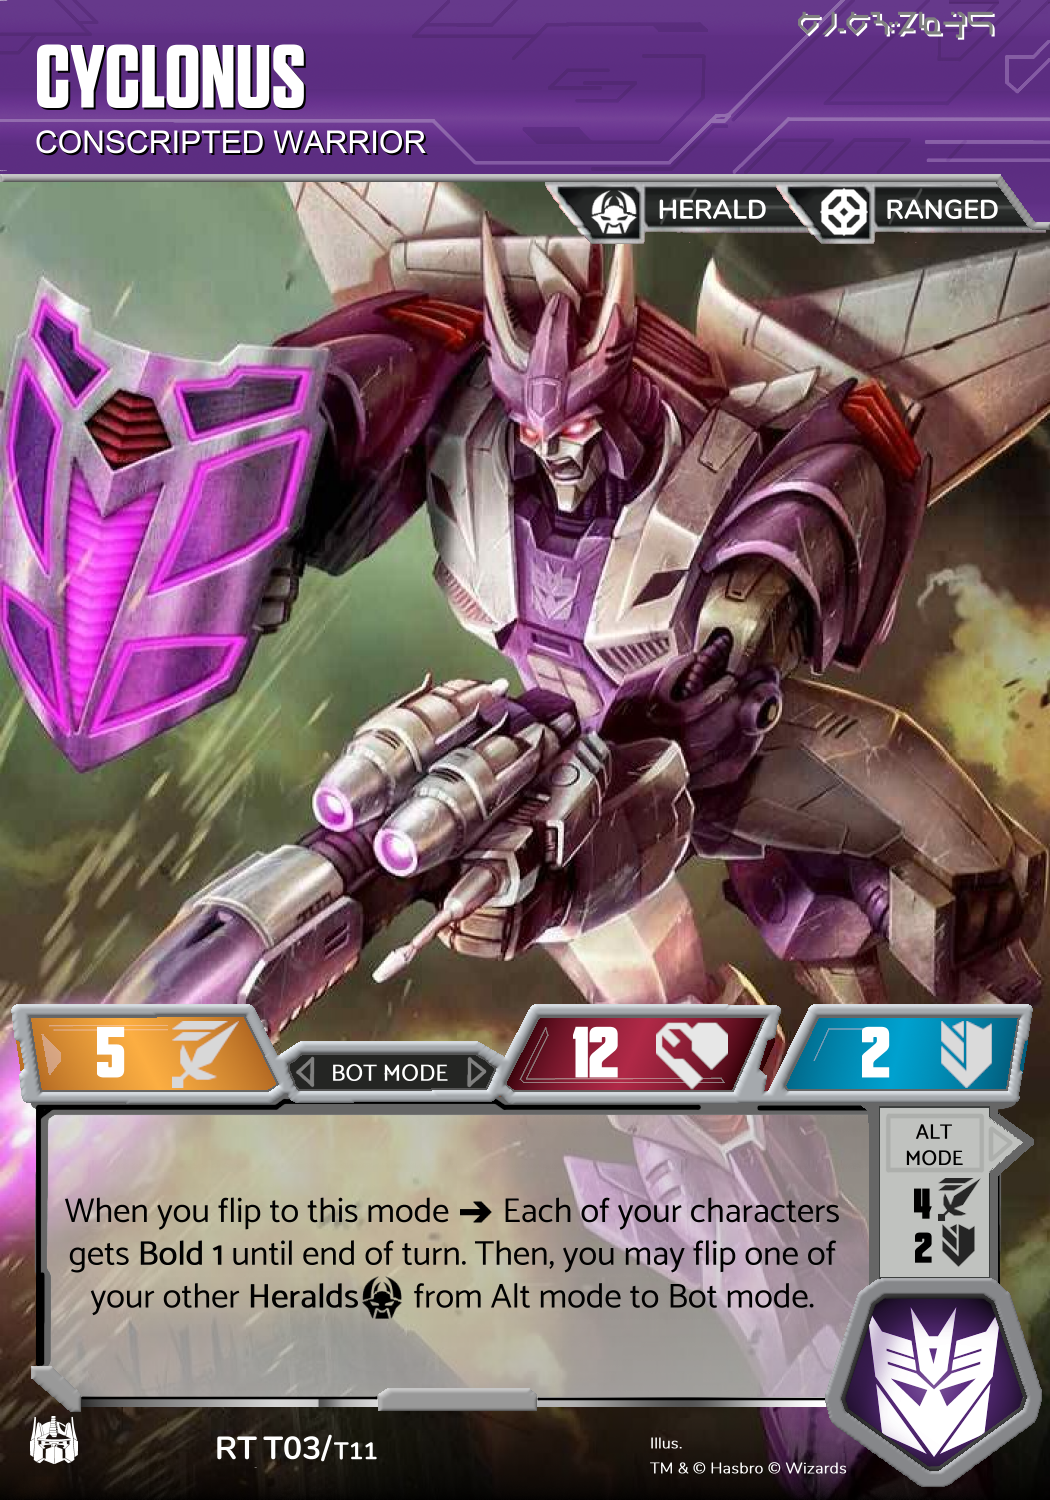 CYCLONUS
CONSCRIPTED WARRIOR
HERALD RANGED
5 BOT MODE 12 2
ALT
MODE
4
2
When you flip to this mode ➔ Each of your characters
gets Bold 1 until end of turn. Then, you may flip one of
your other Heralds from Alt mode to Bot mode.
RT T03/T11
Illus.
TM & © Hasbro © Wizards